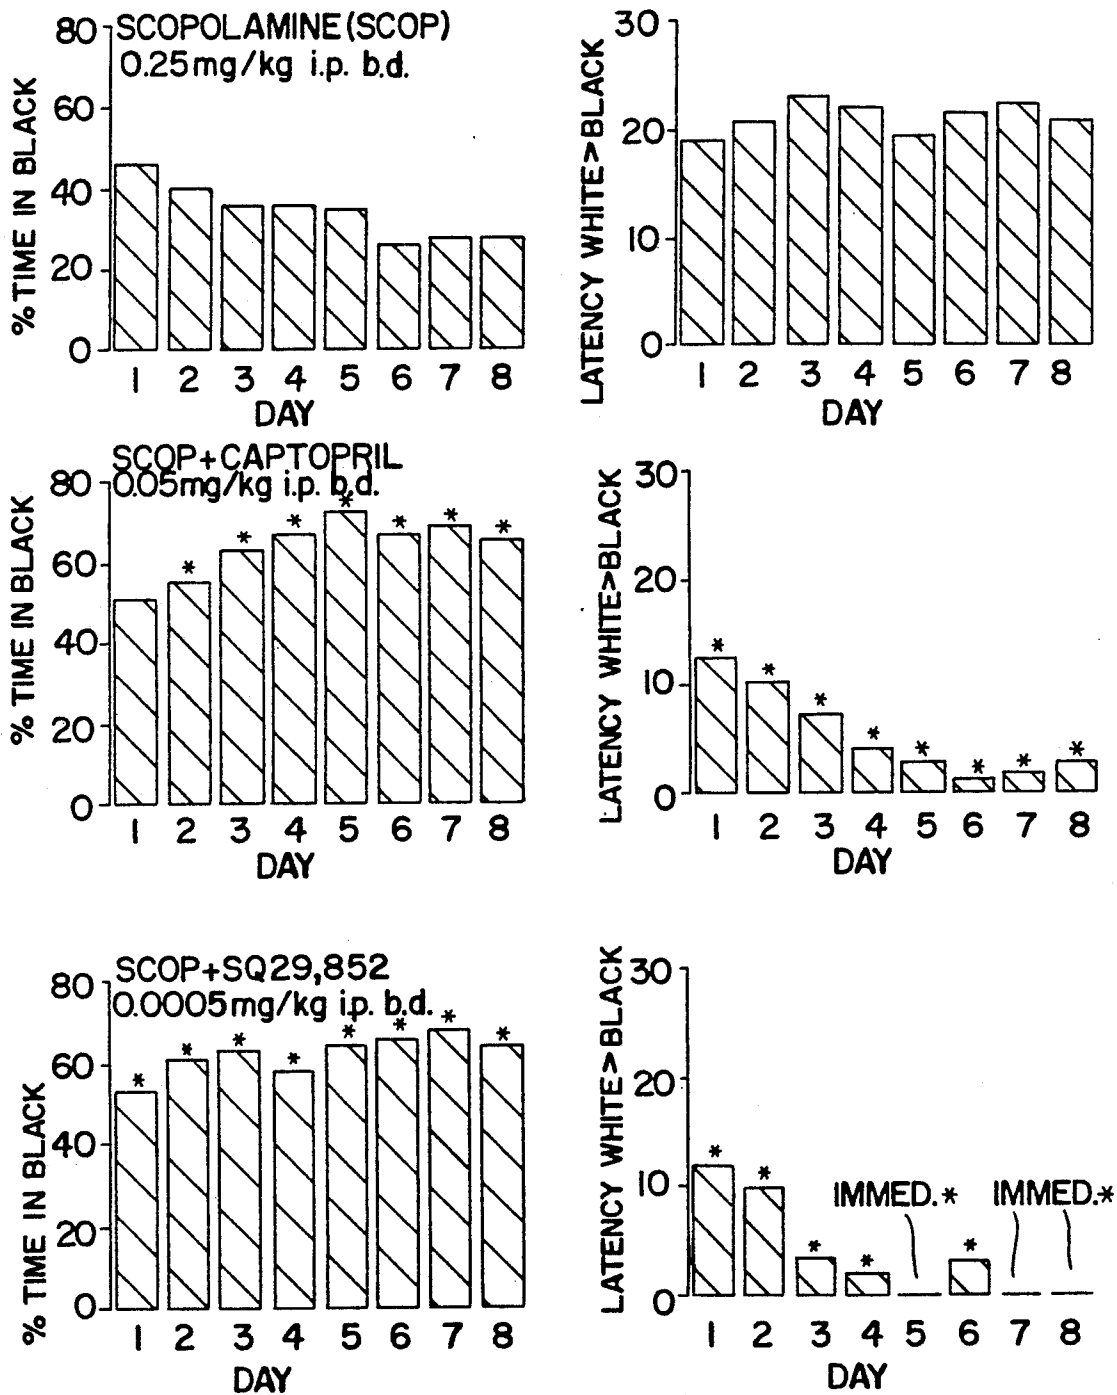 SCOPOLAMINE (SCOP)
0.25mg/kg i.p. b.d.
% TIME IN BLACK
80
60
40
20
0
1 2 3 4 5 6 7 8
DAY
LATENCY WHITE>BLACK
30
20
10
0
1 2 3 4 5 6 7 8
DAY
SCOP+CAPTOPRIL
0.05mg/kg i.p. b.d.
% TIME IN BLACK
80
60
40
20
0
* * * * * * *
1 2 3 4 5 6 7 8
DAY
LATENCY WHITE>BLACK
30
20
10
0
* * * * * * * *
1 2 3 4 5 6 7 8
DAY
SCOP+SQ29,852
0.0005mg/kg i.p. b.d.
% TIME IN BLACK
80
60
40
20
0
* * * * * * * *
1 2 3 4 5 6 7 8
DAY
LATENCY WHITE>BLACK
30
20
10
0
* * * * *
IMMED.* IMMED.*
1 2 3 4 5 6 7 8
DAY